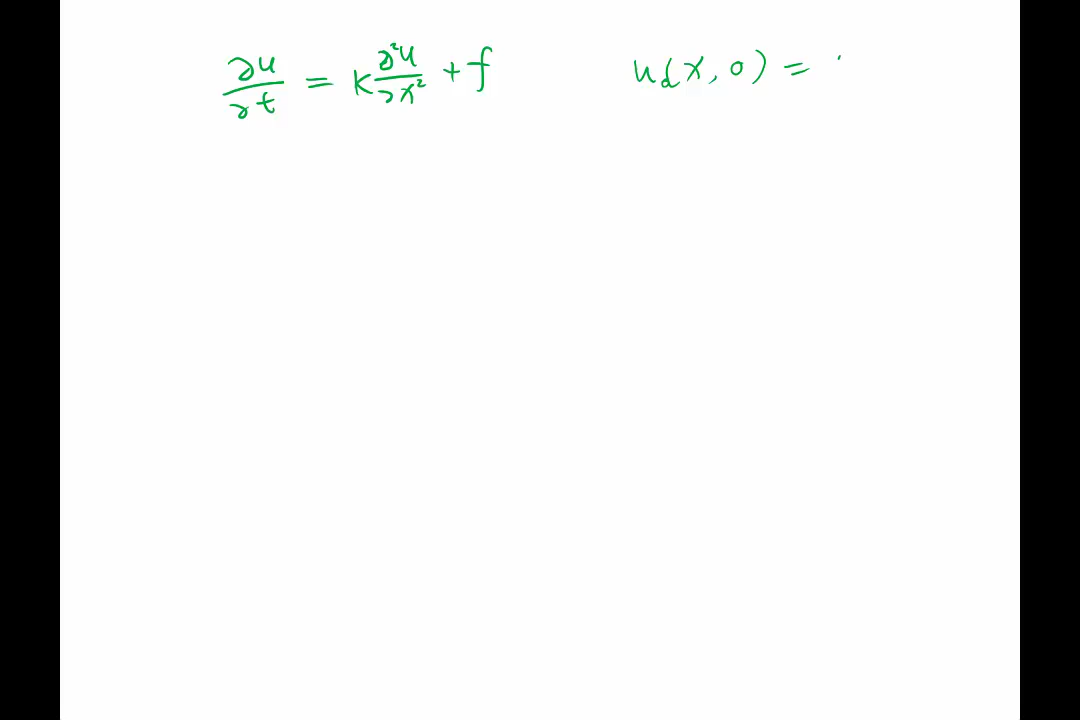 ∂u/∂t = k ∂²u/∂x² + f u(x, 0) =